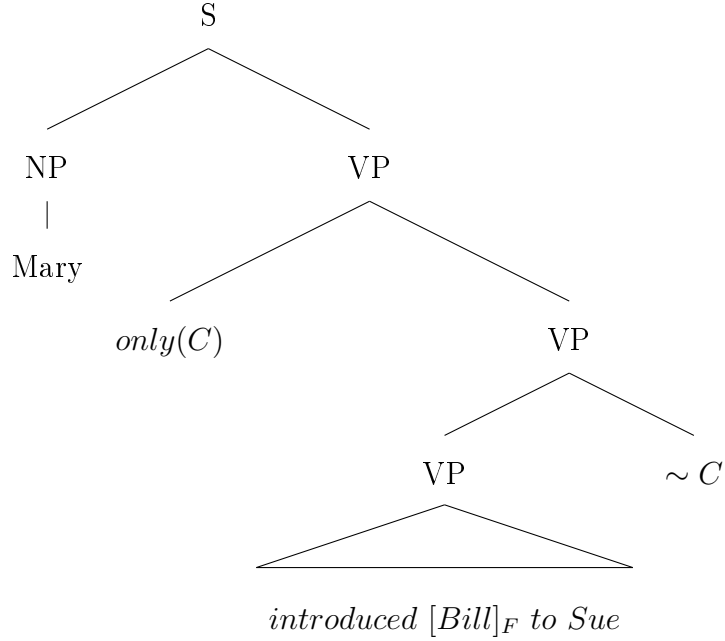 S
NP VP
Mary
only(C) VP
VP ∼ C
introduced [Bill]F to Sue